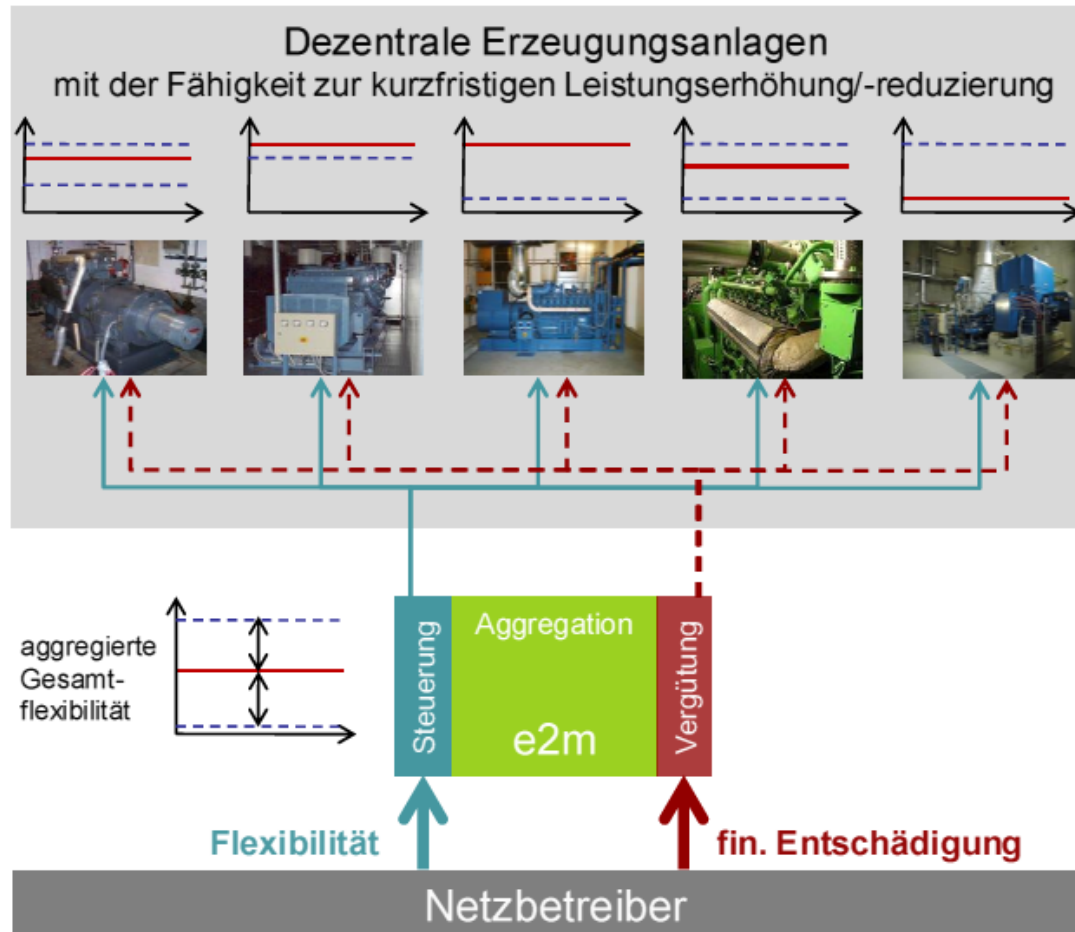 Dezentrale Erzeugungsanlagen
mit der Fähigkeit zur kurzfristigen Leistungserhöhung/-reduzierung
aggregierte
Gesamt-
flexibilität
Steuerung
Aggregation
e2m
Vergütung
Flexibilität
fin. Entschädigung
Netzbetreiber